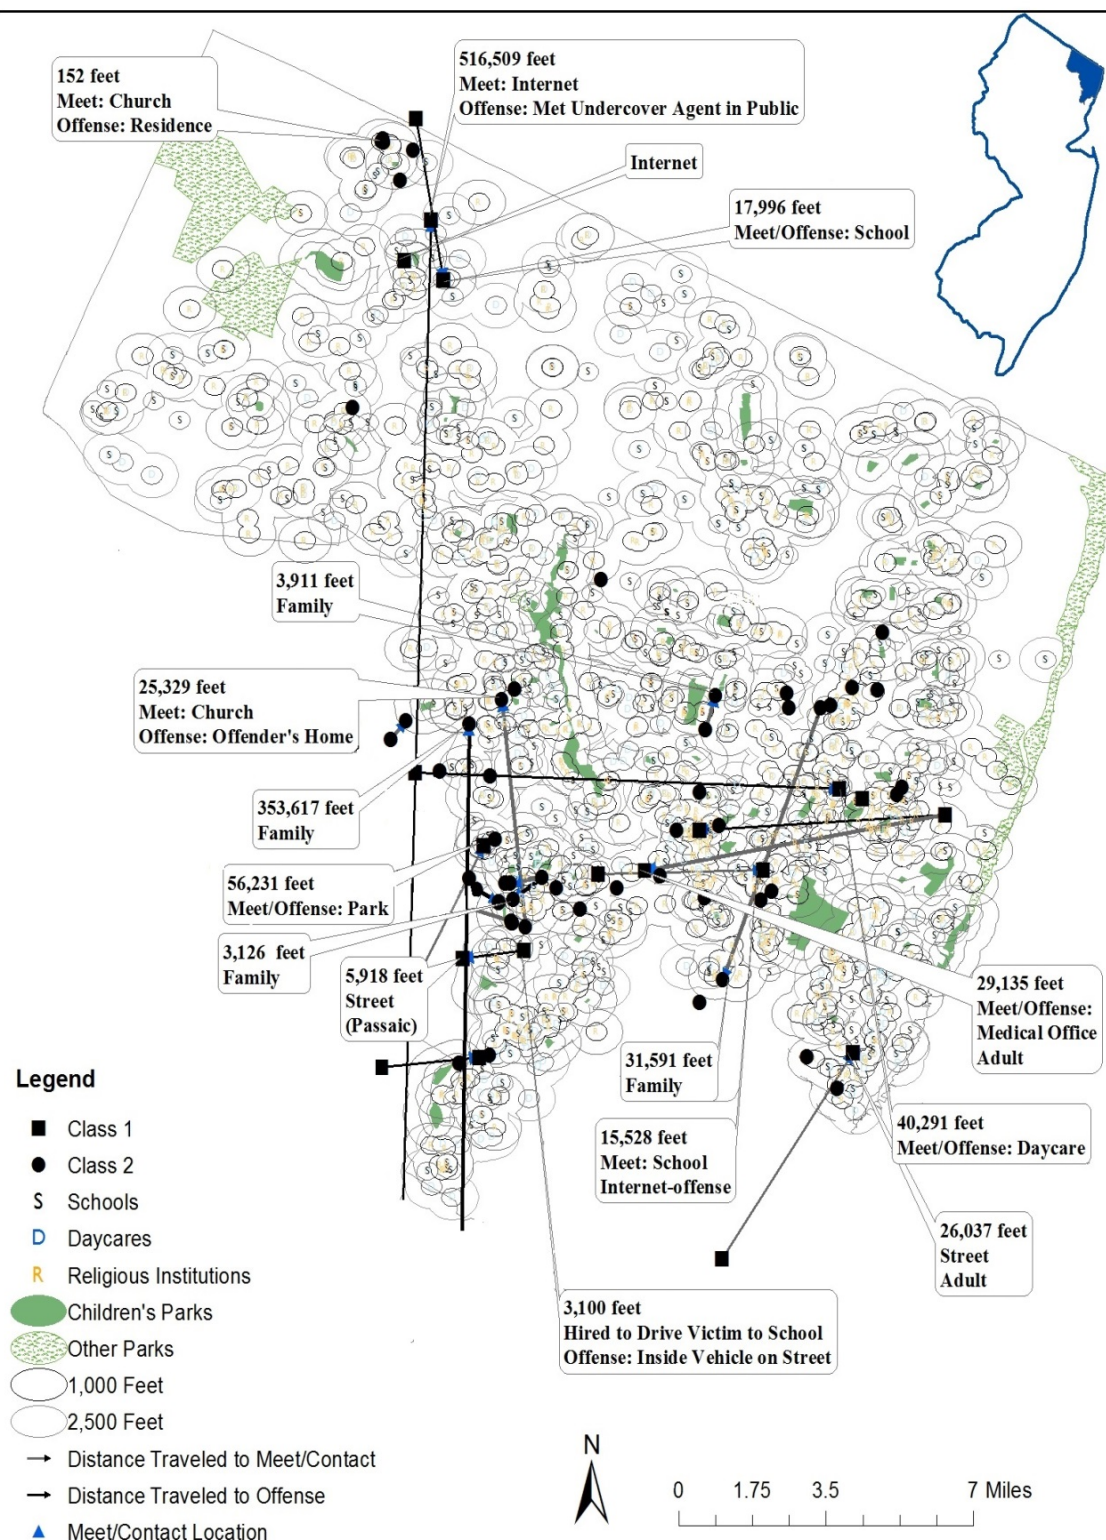 152 feet
Meet: Church
Offense: Residence
516,509 feet
Meet: Internet
Offense: Met Undercover Agent in Public
Internet
17,996 feet
Meet/Offense: School
3,911 feet
Family
25,329 feet
Meet: Church
Offense: Offender's Home
353,617 feet
Family
56,231 feet
Meet/Offense: Park
3,126 feet
Family
5,918 feet
Street
(Passaic)
31,591 feet
Family
29,135 feet
Meet/Offense:
Medical Office
Adult
15,528 feet
Meet: School
Internet-offense
40,291 feet
Meet/Offense: Daycare
26,037 feet
Street
Adult
3,100 feet
Hired to Drive Victim to School
Offense: Inside Vehicle on Street
Legend
Class 1
Class 2
S Schools
D Daycares
R Religious Institutions
Children's Parks
Other Parks
1,000 Feet
2,500 Feet
Distance Traveled to Meet/Contact
Distance Traveled to Offense
Meet/Contact Location
N
0 1.75 3.5 7 Miles